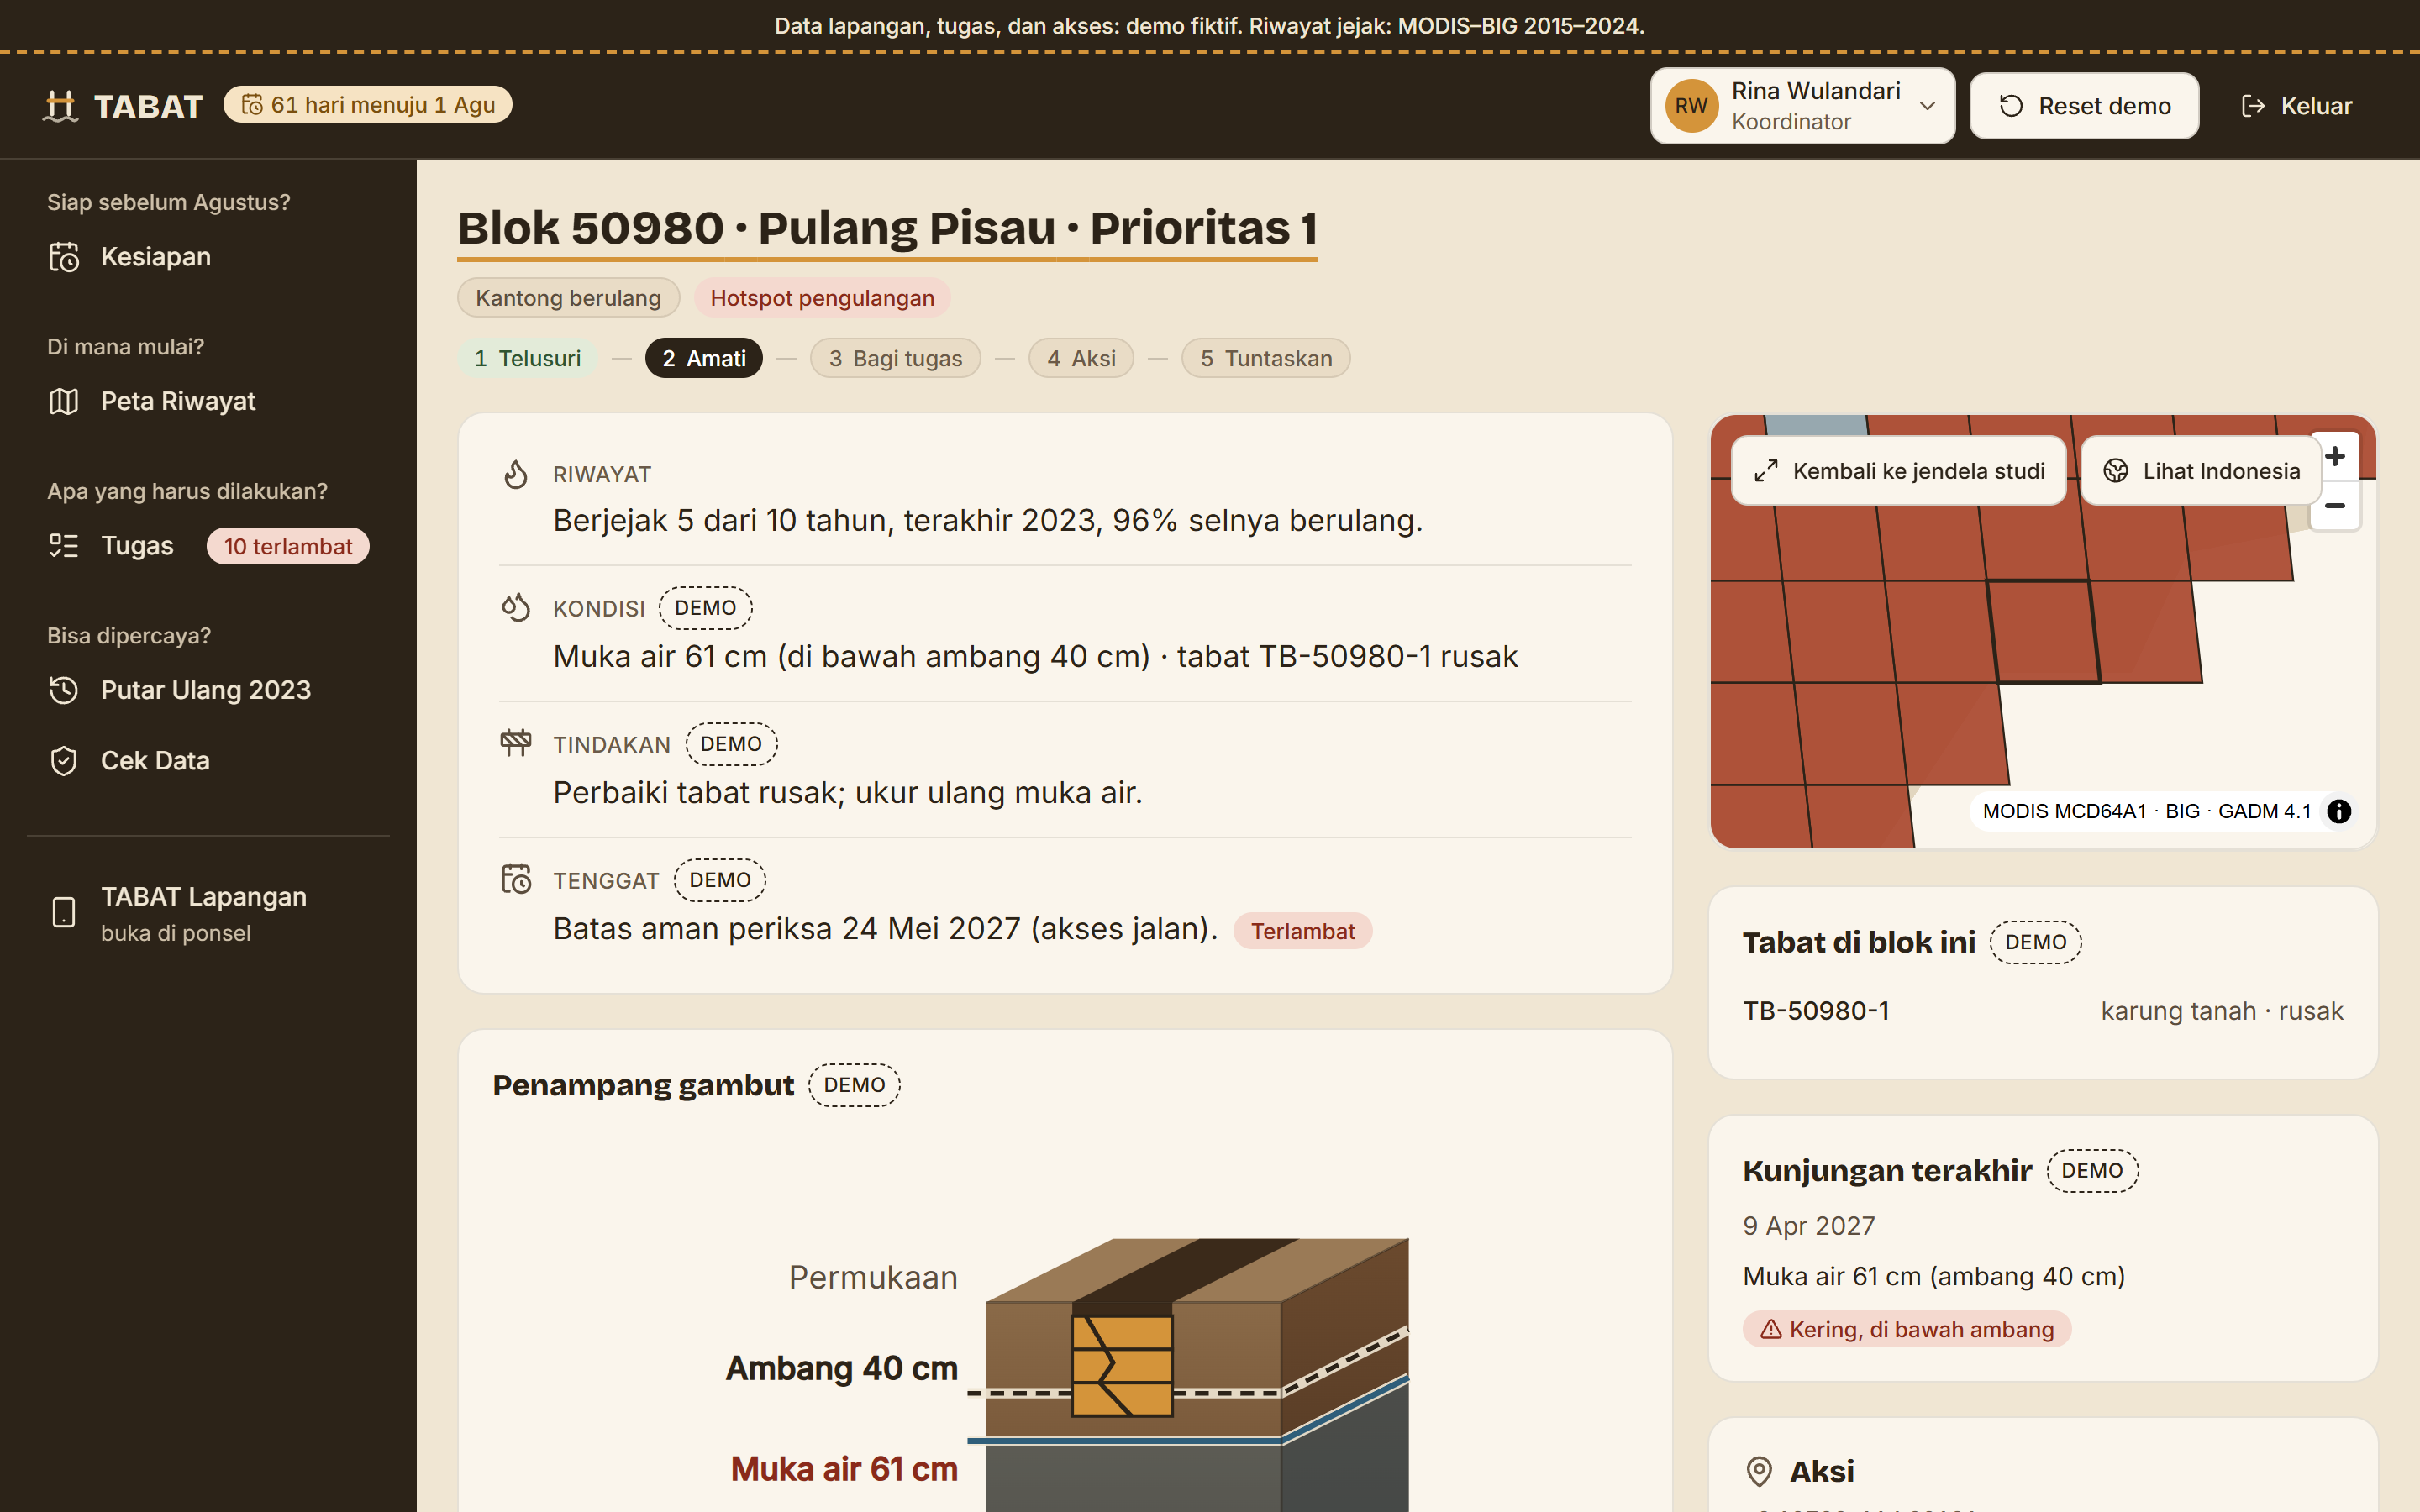 Data lapangan, tugas, dan akses: demo fiktif. Riwayat jejak: MODIS–BIG 2015–2024.
TABAT
61 hari menuju 1 Agu
RW
Rina Wulandari
Koordinator
Reset demo
Keluar
Siap sebelum Agustus?
Kesiapan
Di mana mulai?
Peta Riwayat
Apa yang harus dilakukan?
Tugas
10 terlambat
Bisa dipercaya?
Putar Ulang 2023
Cek Data
TABAT Lapangan
buka di ponsel
Blok 50980 · Pulang Pisau · Prioritas 1
Kantong berulang
Hotspot pengulangan
1 Telusuri — 2 Amati — 3 Bagi tugas — 4 Aksi — 5 Tuntaskan
RIWAYAT
Berjejak 5 dari 10 tahun, terakhir 2023, 96% selnya berulang.
KONDISI DEMO
Muka air 61 cm (di bawah ambang 40 cm) · tabat TB-50980-1 rusak
TINDAKAN DEMO
Perbaiki tabat rusak; ukur ulang muka air.
TENGGAT DEMO
Batas aman periksa 24 Mei 2027 (akses jalan). Terlambat
Penampang gambut DEMO
Permukaan
Ambang 40 cm
Muka air 61 cm
Kembali ke jendela studi
Lihat Indonesia
+
−
MODIS MCD64A1 · BIG · GADM 4.1
Tabat di blok ini DEMO
TB-50980-1
karung tanah · rusak
Kunjungan terakhir DEMO
9 Apr 2027
Muka air 61 cm (ambang 40 cm)
Kering, di bawah ambang
Aksi